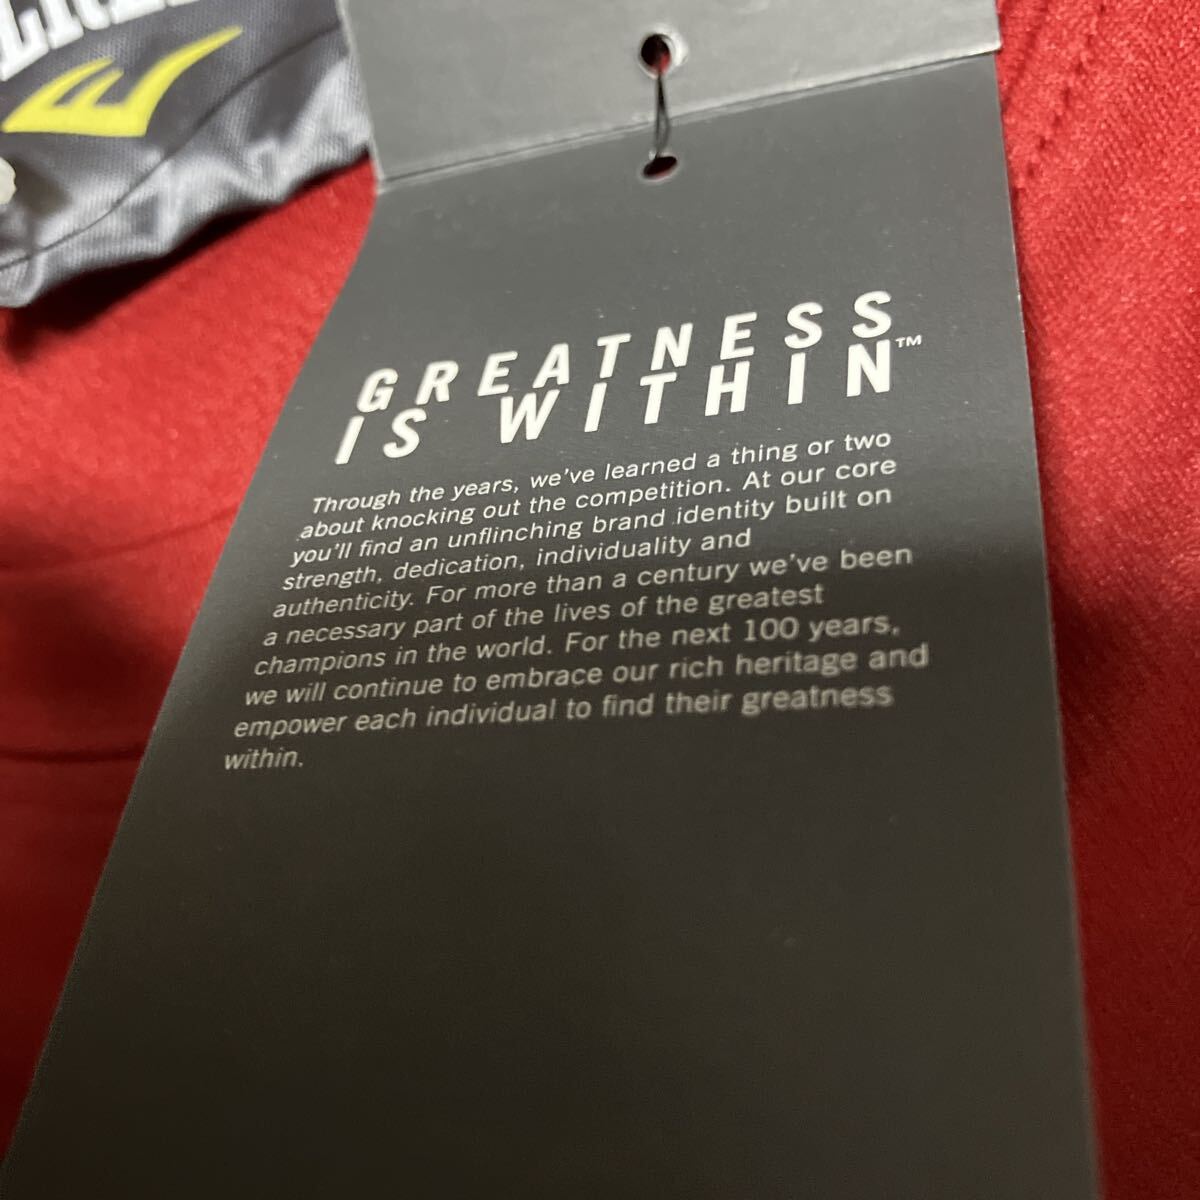 GREATNESS
IS WITHIN™
Through the years, we've learned a thing or two
about knocking out the competition. At our core
you'll find an unflinching brand identity built on
strength, dedication, individuality and
authenticity. For more than a century we've been
a necessary part of the lives of the greatest
champions in the world. For the next 100 years,
we will continue to embrace our rich heritage and
empower each individual to find their greatness
within.